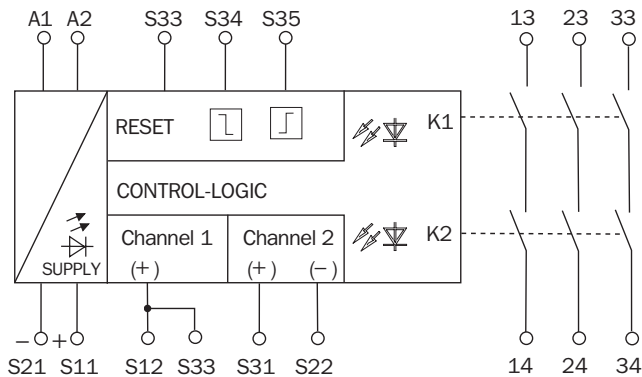 A1 A2 S33 S34 S35 13 23 33
RESET K1
CONTROL-LOGIC
Channel 1 Channel 2 K2
SUPPLY (+) (+) (−)
− +
S21 S11 S12 S33 S31 S22 14 24 34